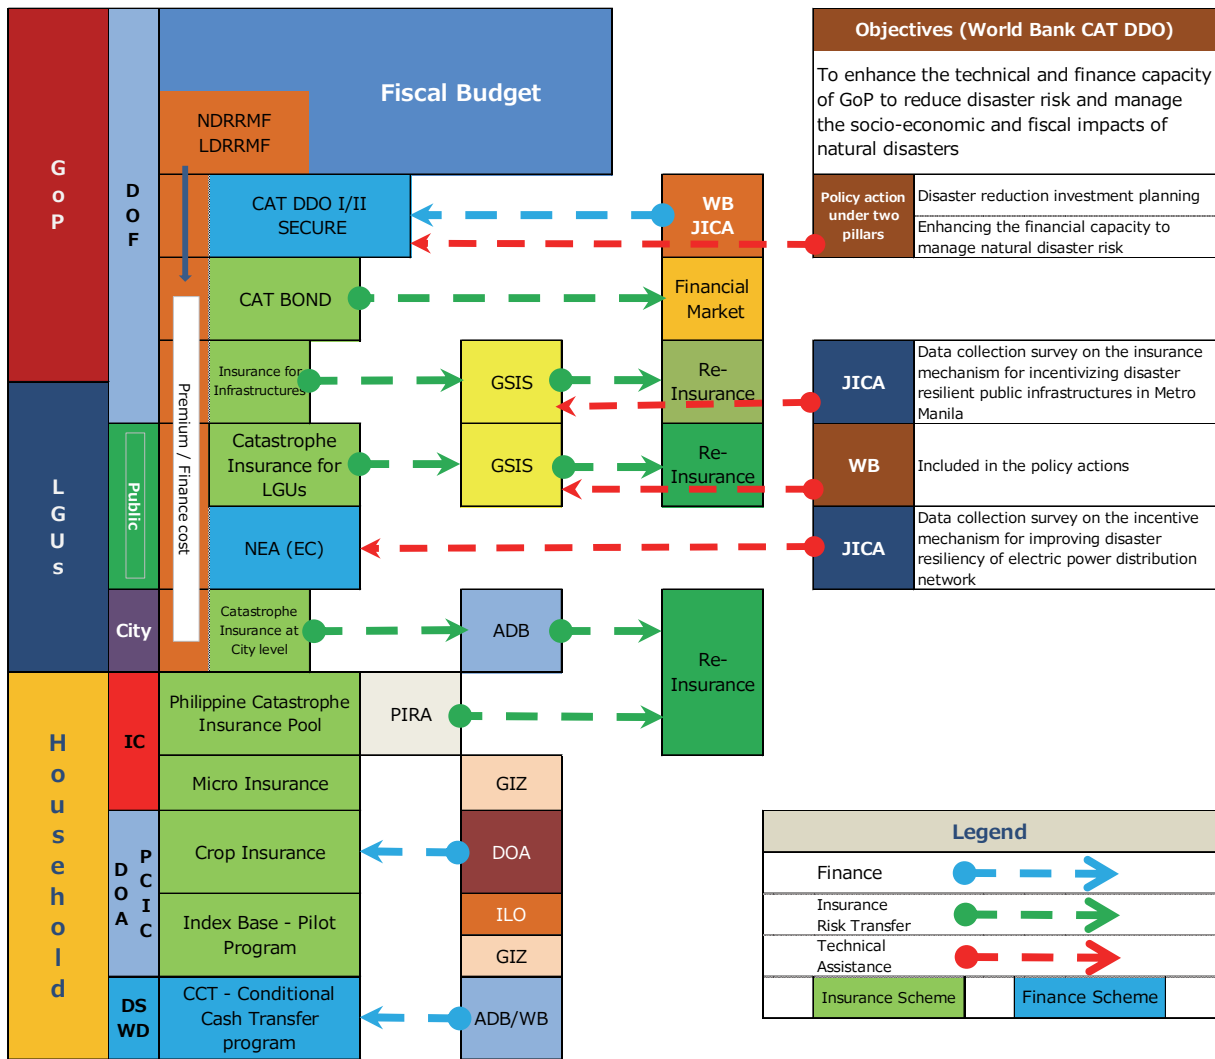 Fiscal Budget
NDRRMF
LDRRMF
GoP
DOF
CAT DDO I/II
SECURE
WB
JICA
CAT BOND
Financial
Market
Premium / Finance cost
Insurance for
Infrastructures
GSIS
Re-
Insurance
LGUs
Public
Catastrophe
Insurance for
LGUs
GSIS
Re-
Insurance
NEA (EC)
City
Catastrophe
Insurance at
City level
ADB
Re-
Insurance
Household
IC
Philippine Catastrophe
Insurance Pool
PIRA
Micro Insurance
GIZ
DOA
PCIC
Crop Insurance
DOA
Index Base - Pilot
Program
ILO
GIZ
DS
WD
CCT - Conditional
Cash Transfer
program
ADB/WB
Objectives (World Bank CAT DDO)
To enhance the technical and finance capacity
of GoP to reduce disaster risk and manage
the socio-economic and fiscal impacts of
natural disasters
Policy action
under two
pillars
Disaster reduction investment planning
Enhancing the financial capacity to
manage natural disaster risk
JICA
Data collection survey on the insurance
mechanism for incentivizing disaster
resilient public infrastructures in Metro
Manila
WB
Included in the policy actions
JICA
Data collection survey on the incentive
mechanism for improving disaster
resiliency of electric power distribution
network
Legend
Finance
Insurance
Risk Transfer
Technical
Assistance
Insurance Scheme
Finance Scheme